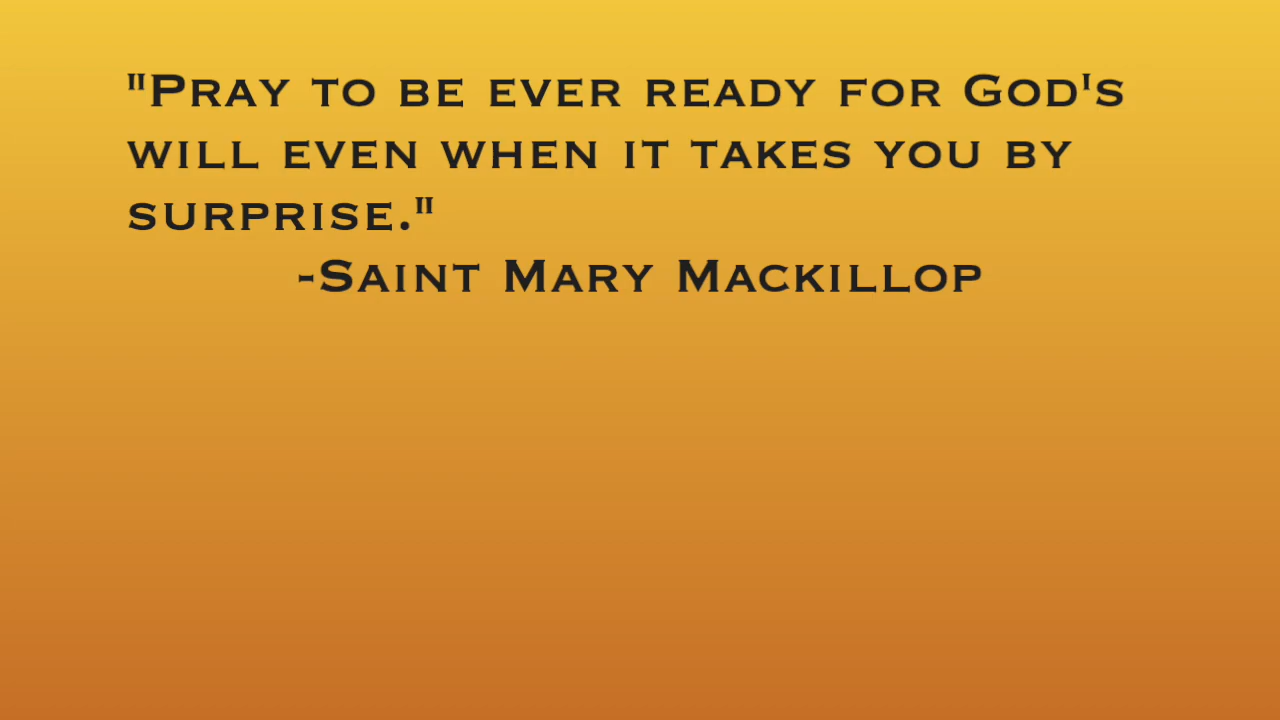 "Pray to be ever ready for God's
will even when it takes you by
surprise."
-Saint Mary Mackillop